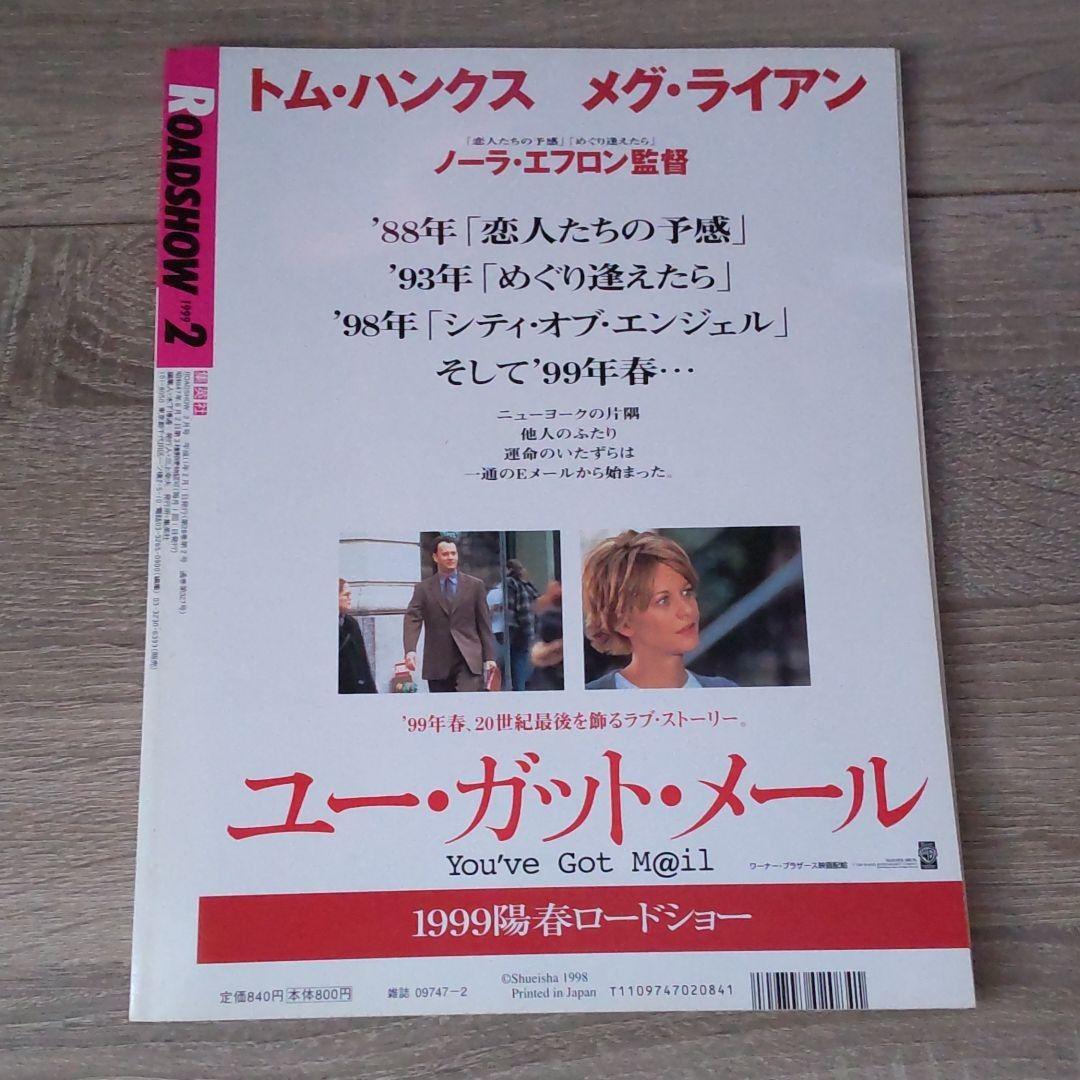 トム・ハンクス メグ・ライアン
「恋人たちの予感」「めぐり逢えたら」
ノーラ・エフロン監督
'88年「恋人たちの予感」
'93年「めぐり逢えたら」
'98年「シティ・オブ・エンジェル」
そして'99年春…
ニューヨークの片隅
他人のふたり
運命のいたずらは
一通のEメールから始まった。
'99年春、20世紀最後を飾るラブ・ストーリー。
ユー・ガット・メール
You've Got M@il
ワーナー・ブラザース映画配給
1999陽春ロードショー
定価840円 本体800円
雑誌 09747-2
©Shueisha 1998
Printed in Japan
T1109747020841
ROADSHOW 1999 2
集英社